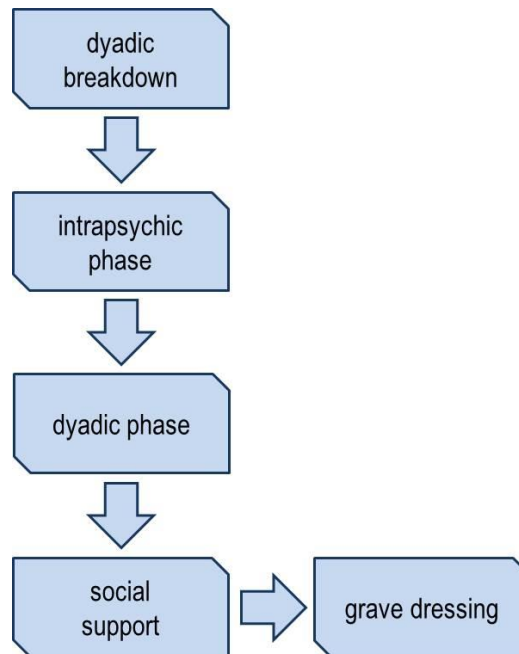 dyadic
breakdown
intrapsychic
phase
dyadic phase
social
support
grave dressing